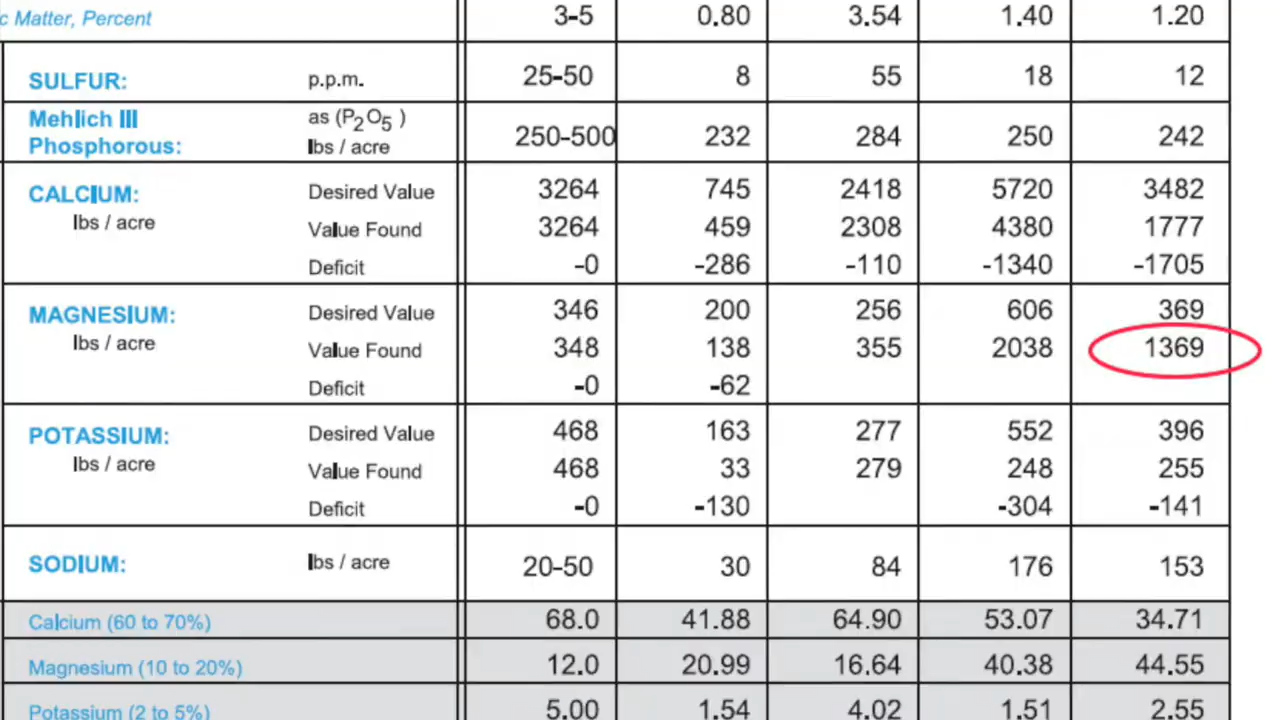 c Matter, Percent 3-5 0.80 3.54 1.40 1.20
SULFUR: p.p.m. 25-50 8 55 18 12
Mehlich III as (P2O5 )
Phosphorous: lbs / acre 250-500 232 284 250 242
CALCIUM: Desired Value 3264 745 2418 5720 3482
lbs / acre Value Found 3264 459 2308 4380 1777
Deficit -0 -286 -110 -1340 -1705
MAGNESIUM: Desired Value 346 200 256 606 369
lbs / acre Value Found 348 138 355 2038 1369
Deficit -0 -62
POTASSIUM: Desired Value 468 163 277 552 396
lbs / acre Value Found 468 33 279 248 255
Deficit -0 -130 -304 -141
SODIUM: lbs / acre 20-50 30 84 176 153
Calcium (60 to 70%) 68.0 41.88 64.90 53.07 34.71
Magnesium (10 to 20%) 12.0 20.99 16.64 40.38 44.55
Potassium (2 to 5%) 5.00 1.54 4.02 1.51 2.55